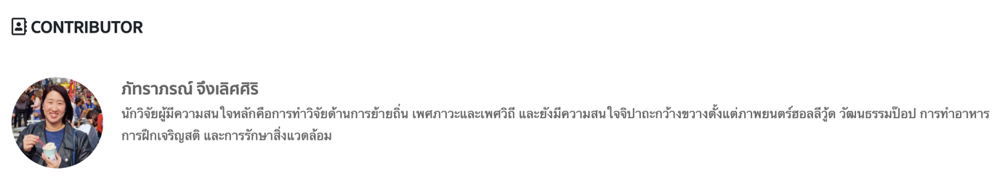 CONTRIBUTOR
ภัทราภรณ์ จึงเลิศศิริ
นักวิจัยผู้มีความสนใจหลักคือการทำวิจัยด้านการย้ายถิ่น เพศภาวะและเพศวิถี และยังมีความสนใจจิปาถะกว้างขวางตั้งแต่ภาพยนตร์ฮอลลีวู้ด วัฒนธรรมป๊อป การทำอาหาร
การฝึกเจริญสติ และการรักษาสิ่งแวดล้อม